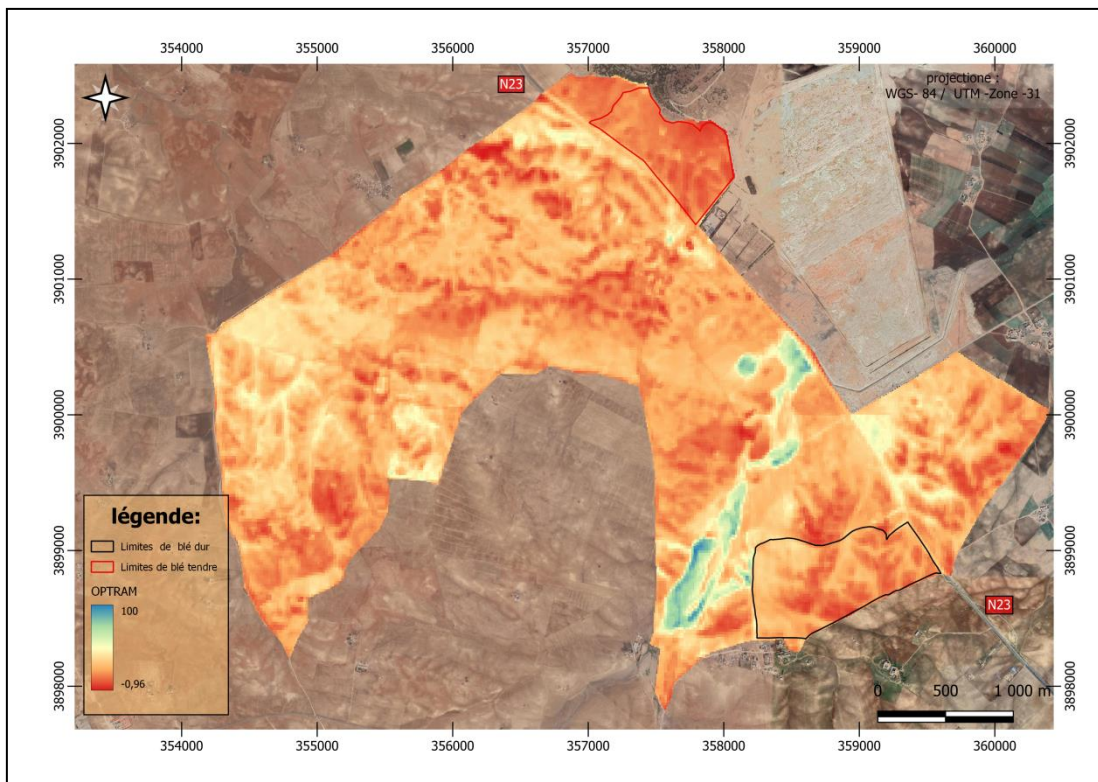 354000 355000 356000 357000 358000 359000 360000
N23
projectione :
WGS- 84 / UTM -Zone -31
3902000 3902000
3901000 3901000
3900000 3900000
3899000 3899000
3898000 3898000
légende:
Limites de blé dur
Limites de blé tendre
OPTRAM
100
-0,96
N23
0 500 1 000 m
354000 355000 356000 357000 358000 359000 360000